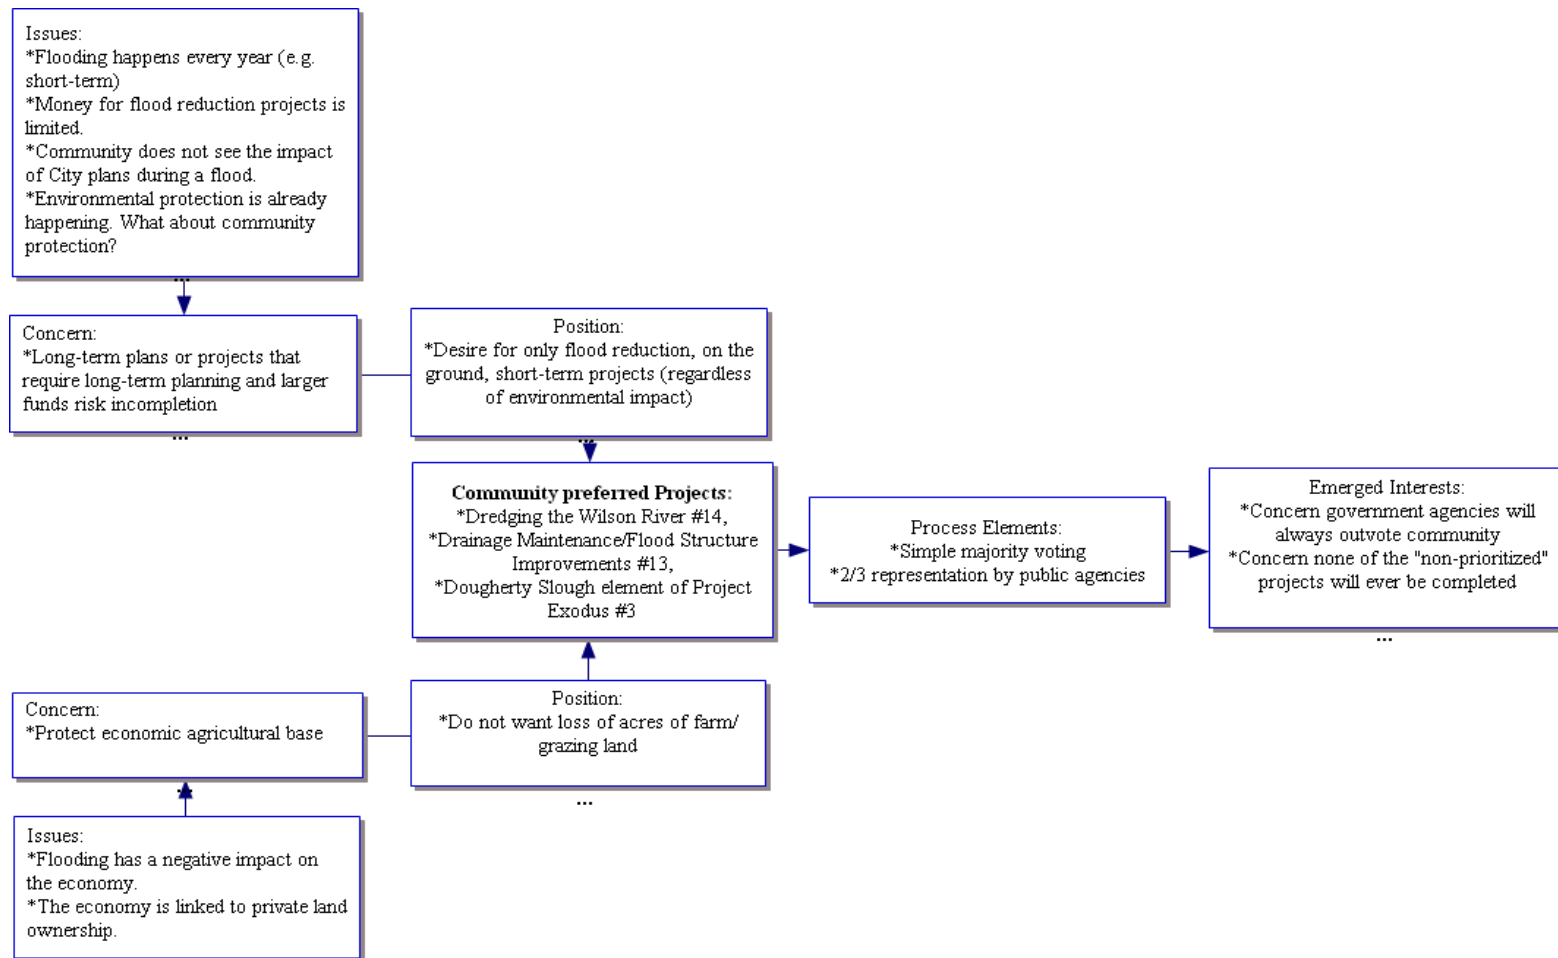 Issues:
*Flooding happens every year (e.g.
short-term)
*Money for flood reduction projects is
limited.
*Community does not see the impact
of City plans during a flood.
*Environmental protection is already
happening. What about community
protection?
...
Concern:
*Long-term plans or projects that
require long-term planning and larger
funds risk incompletion
...
Position:
*Desire for only flood reduction, on the
ground, short-term projects (regardless
of environmental impact)
...
Community preferred Projects:
*Dredging the Wilson River #14,
*Drainage Maintenance/Flood Structure
Improvements #13,
*Dougherty Slough element of Project
Exodus #3
Process Elements:
*Simple majority voting
*2/3 representation by public agencies
Emerged Interests:
*Concern government agencies will
always outvote community
*Concern none of the "non-prioritized"
projects will ever be completed
...
Concern:
*Protect economic agricultural base
...
Position:
*Do not want loss of acres of farm/
grazing land
...
Issues:
*Flooding has a negative impact on
the economy.
*The economy is linked to private land
ownership.